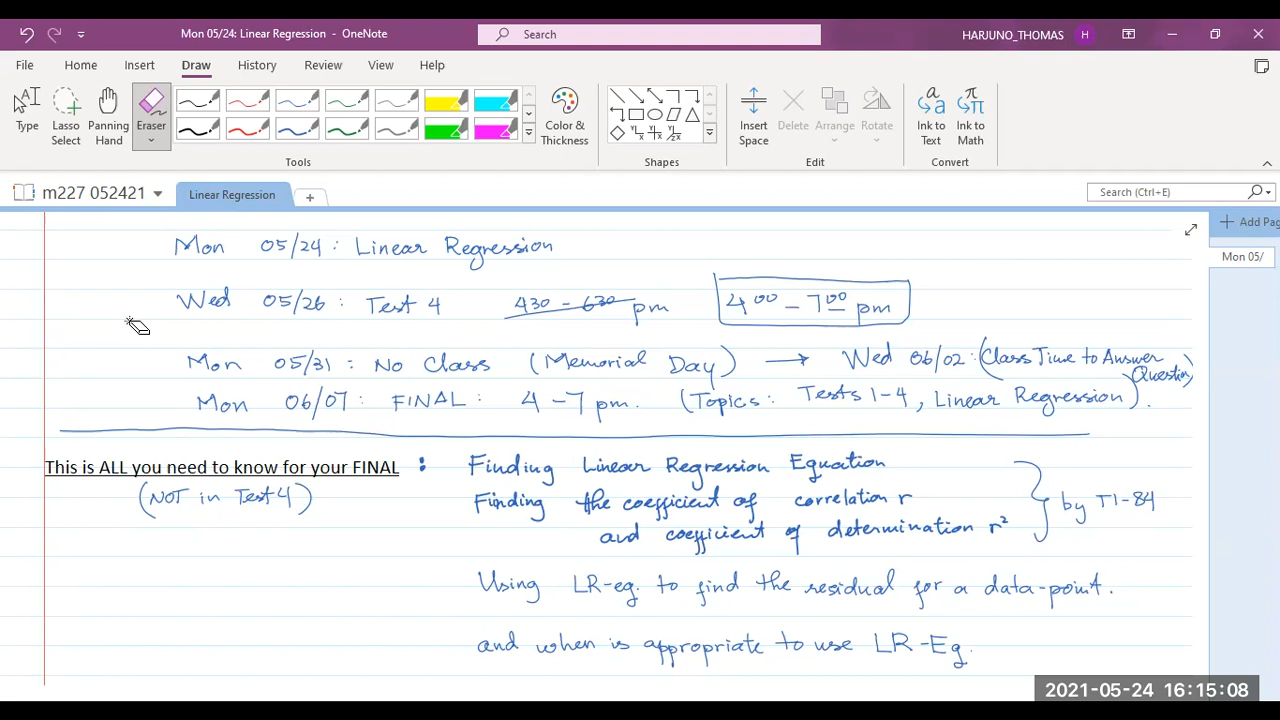 Mon 05/24: Linear Regression - OneNote
Search
HARJUNO_THOMAS
H
File Home Insert Draw History Review View Help
Type
Lasso Select
Panning Hand
Eraser
Color & Thickness
Insert Space
Delete
Arrange
Rotate
Ink to Text
Ink to Math
Tools
Shapes
Edit
Convert
m227 052421
Linear Regression
Search (Ctrl+E)
Add Pag
Mon 05/
Mon 05/24 : Linear Regression
Wed 05/26 : Test 4 430 - 630 pm 4 00 - 7 00 pm
Mon 05/31 : No Class (Memorial Day) → Wed 06/02 : (Class Time to Answer Question)
Mon 06/07 : FINAL : 4 - 7 pm. (Topics : Tests 1-4, Linear Regression).
This is ALL you need to know for your FINAL : Finding Linear Regression Equation
(NOT in Test 4) Finding the coefficient of correlation r
and coefficient of determination r²
by TI-84
Using LR-eq. to find the residual for a data-point.
and when is appropriate to use LR-Eq.
2021-05-24 16:15:08